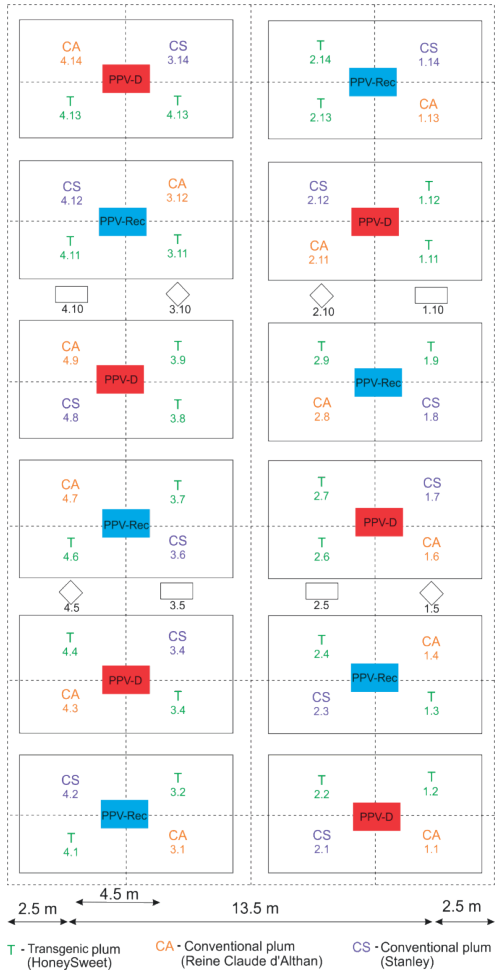 CA CS T CS
4.14 3.14 2.14 1.14
PPV-D PPV-Rec
T T T CA
4.13 4.13 2.13 1.13
CS CA CS T
4.12 3.12 2.12 1.12
PPV-Rec PPV-D
T T CA T
4.11 3.11 2.11 1.11
4.10 3.10 2.10 1.10
CA T T T
4.9 3.9 2.9 1.9
PPV-D PPV-Rec
CS T CA CS
4.8 3.8 2.8 1.8
CA T T CS
4.7 3.7 2.7 1.7
PPV-Rec PPV-D
T CS T CA
4.6 3.6 2.6 1.6
4.5 3.5 2.5 1.5
T CS T CA
4.4 3.4 2.4 1.4
PPV-D PPV-Rec
CA T CS T
4.3 3.4 2.3 1.3
CS T T T
4.2 3.2 2.2 1.2
PPV-Rec PPV-D
T CA CS CA
4.1 3.1 2.1 1.1
4.5 m
2.5 m 13.5 m 2.5 m
T - Transgenic plum CA - Conventional plum CS - Conventional plum
(HoneySweet) (Reine Claude d'Althan) (Stanley)